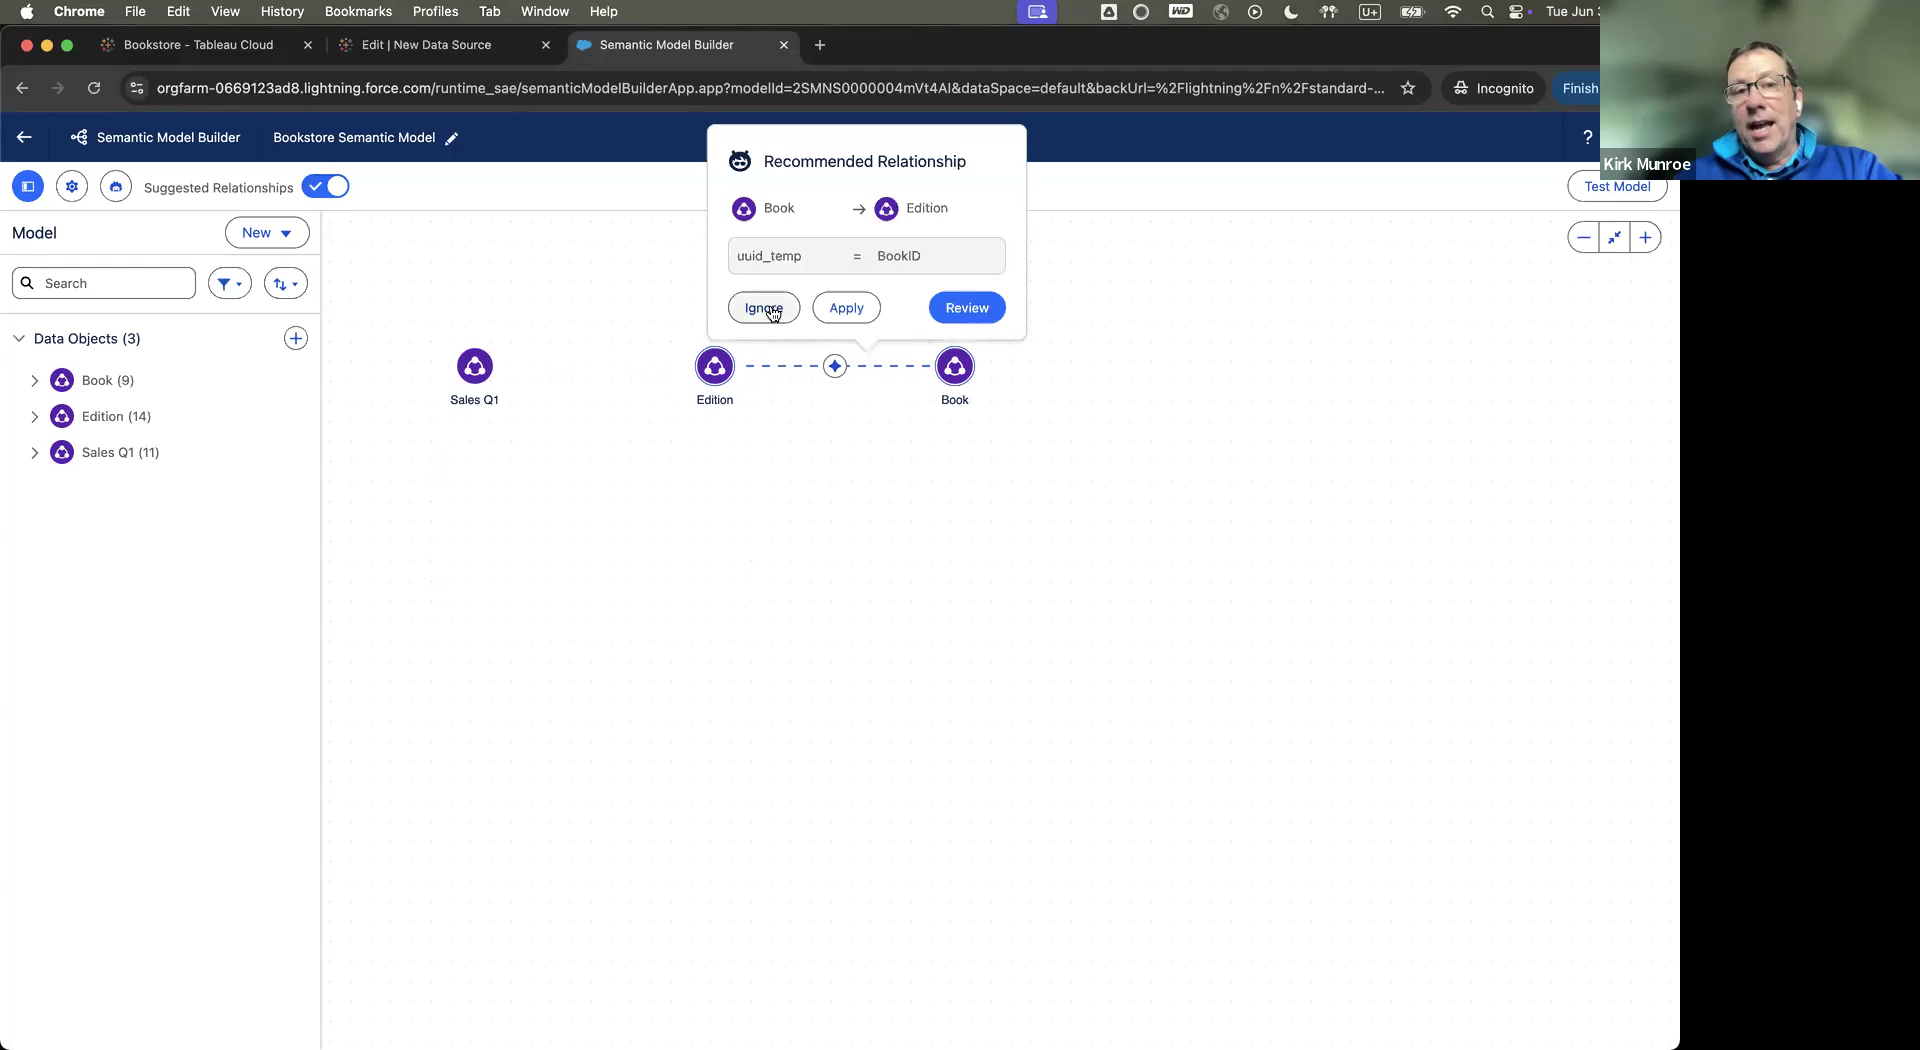 Chrome File Edit View History Bookmarks Profiles Tab Window Help
WD
U+
Tue Jun
Bookstore - Tableau Cloud
Edit | New Data Source
Semantic Model Builder
orgfarm-0669123ad8.lightning.force.com/runtime_sae/semanticModelBuilderApp.app?modelId=2SMNS0000004mVt4AI&dataSpace=default&backUrl=%2Flightning%2Fn%2Fstandard-...
Incognito
Finish
Semantic Model Builder
Bookstore Semantic Model
?
Kirk Munroe
Suggested Relationships
Test Model
Recommended Relationship
Book → Edition
uuid_temp = BookID
Ignore
Apply
Review
Model
New
Search
Data Objects (3)
Book (9)
Edition (14)
Sales Q1 (11)
Sales Q1
Edition
Book